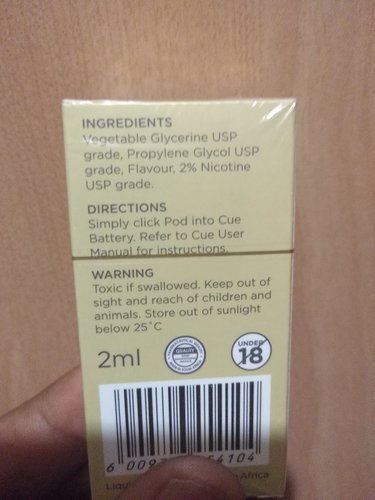 INGREDIENTS
Vegetable Glycerine USP
grade, Propylene Glycol USP
grade, Flavour, 2% Nicotine
USP grade.
DIRECTIONS
Simply click Pod into Cue
Battery. Refer to Cue User
Manual for instructions.
WARNING
Toxic if swallowed. Keep out of
sight and reach of children and
animals. Store out of sunlight
below 25°C
2ml
QUALITY
UNDER
18
6 009 4104
Africa